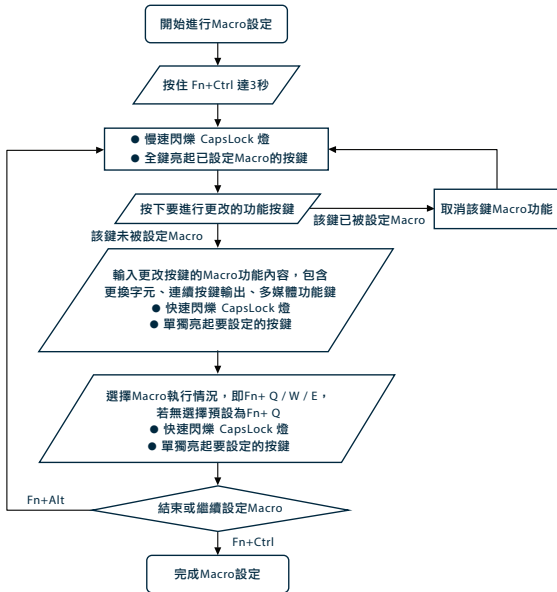 開始進行Macro設定
按住 Fn+Ctrl 達3秒
● 慢速閃爍 CapsLock 燈
● 全鍵亮起已設定Macro的按鍵
按下要進行更改的功能按鍵
該鍵已被設定Macro
取消該鍵Macro功能
該鍵未被設定Macro
輸入更改按鍵的Macro功能內容，包含
更換字元、連續按鍵輸出、多媒體功能鍵
● 快速閃爍 CapsLock 燈
● 單獨亮起要設定的按鍵
選擇Macro執行情況，即Fn+ Q / W / E，
若無選擇預設為Fn+ Q
● 快速閃爍 CapsLock 燈
● 單獨亮起要設定的按鍵
Fn+Alt
結束或繼續設定Macro
Fn+Ctrl
完成Macro設定